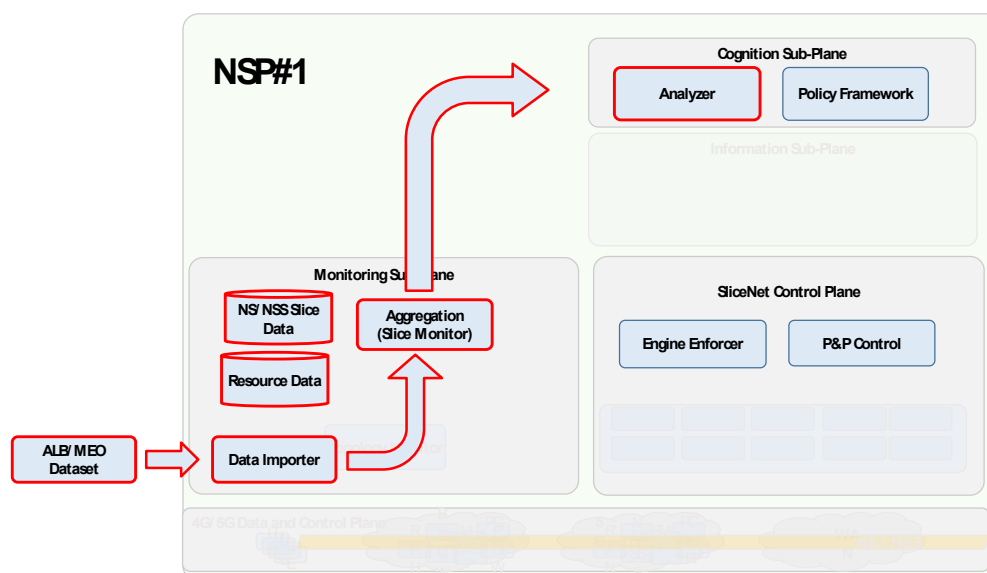 NSP#1
Cognition Sub-Plane
Analyzer
Policy Framework
Information Sub-Plane
Monitoring Su lane
NS/ NSS Slice
Data
Aggregation
(Slice Monitor)
Resource Data
SliceNet Control Plane
Engine Enforcer
P&P Control
ALB/ MEO
Dataset
Data Importer
4G/ 5G Data and Control Plane